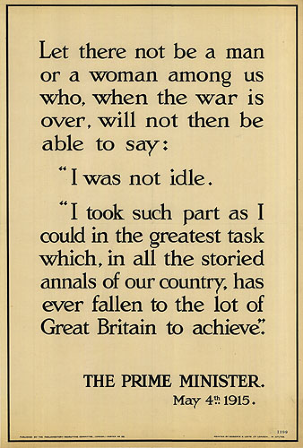 Let there not be a man
or a woman among us
who, when the war is
over, will not then be
able to say:
"I was not idle.
"I took such part as I
could in the greatest task
which, in all the storied
annals of our country, has
ever fallen to the lot of
Great Britain to achieve".
THE PRIME MINISTER.
May 4th 1915.